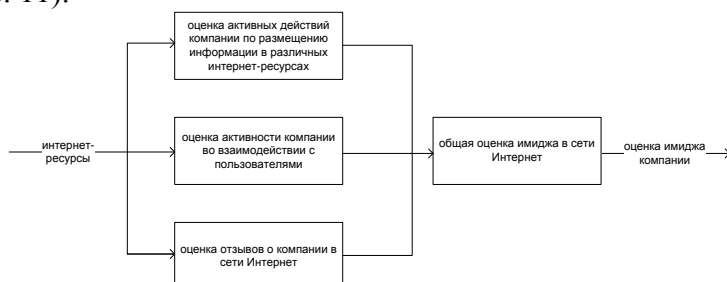 11).
оценка активных действий
компании по размещению
информации в различных
интернет-ресурсах
интернет-
ресурсы
оценка активности компании
во взаимодействии с
пользователями
общая оценка имиджа в сети
Интернет
оценка имиджа
компании
оценка отзывов о компании в
сети Интернет